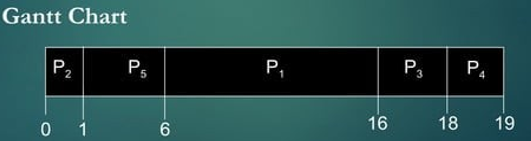 Gantt Chart
P₂ P₅ P₁ P₃ P₄
0 1 6 16 18 19